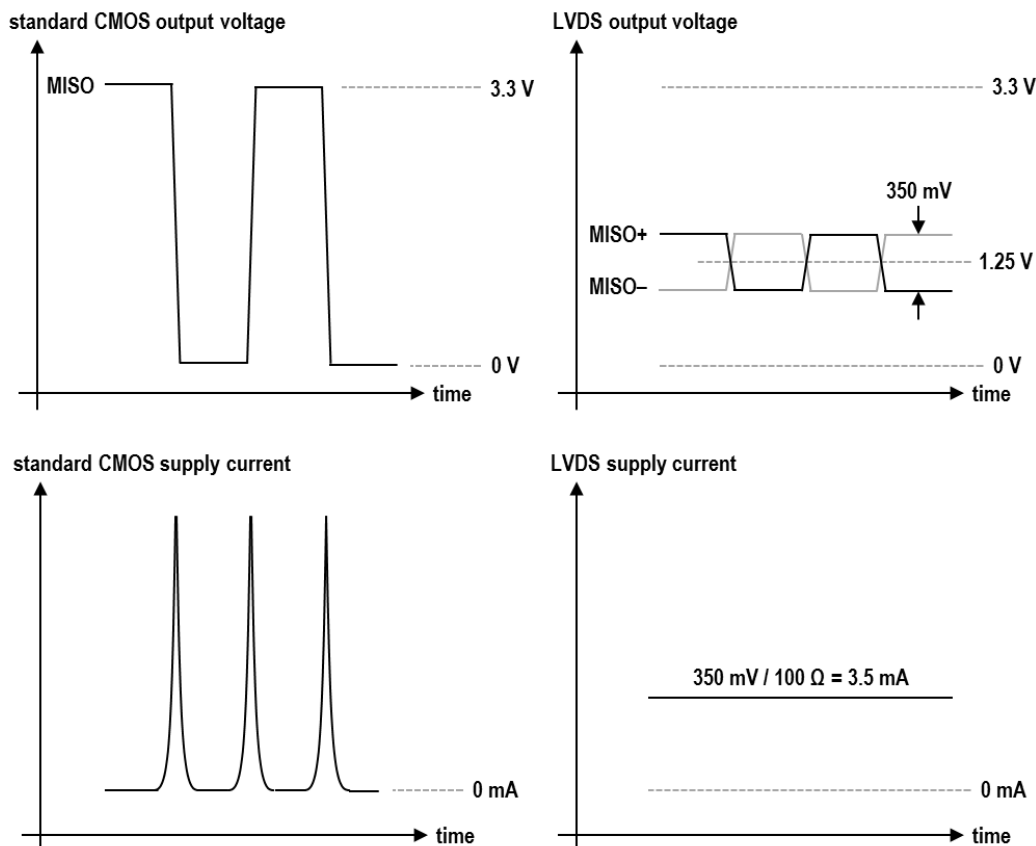 standard CMOS output voltage
MISO
3.3 V
0 V
time
LVDS output voltage
3.3 V
350 mV
MISO+
1.25 V
MISO–
0 V
time
standard CMOS supply current
0 mA
time
LVDS supply current
350 mV / 100 Ω = 3.5 mA
0 mA
time